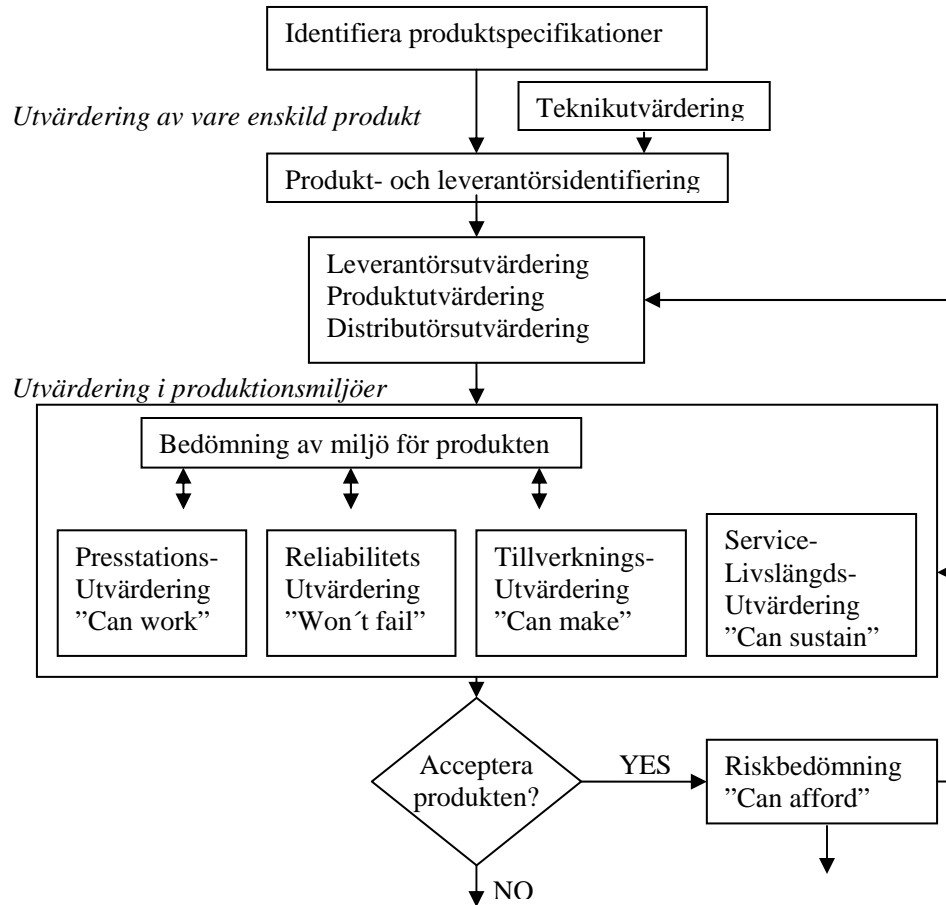 Identifiera produktspecifikationer
Utvärdering av vare enskild produkt
Teknikutvärdering
Produkt- och leverantörsidentifiering
Leverantörsutvärdering
Produktutvärdering
Distributörsutvärdering
Utvärdering i produktionsmiljöer
Bedömning av miljö för produkten
Presstations-
Utvärdering
”Can work”
Reliabilitets
Utvärdering
”Won´t fail”
Tillverknings-
Utvärdering
”Can make”
Service-
Livslängds-
Utvärdering
”Can sustain”
Acceptera
produkten?
YES
Riskbedömning
”Can afford”
NO